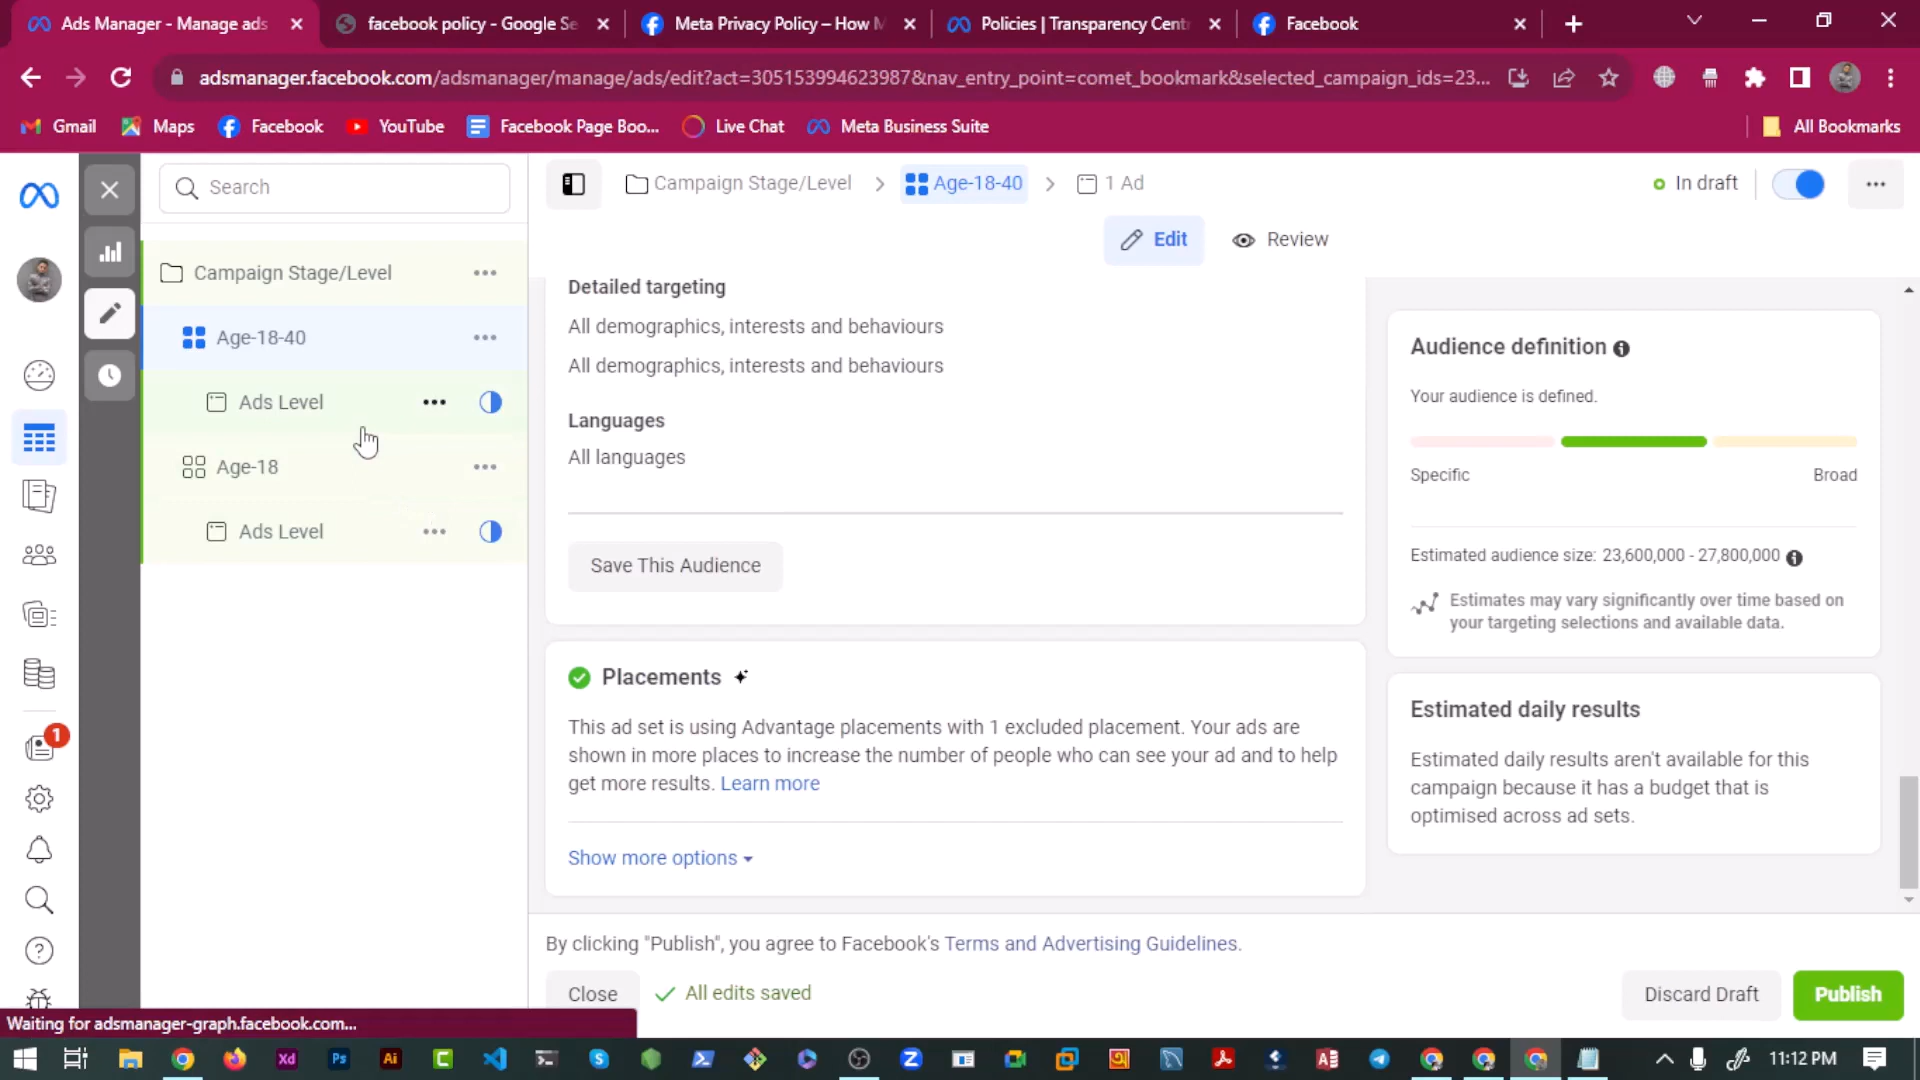 Ads Manager - Manage ads
facebook policy - Google Se
Meta Privacy Policy – How M
Policies | Transparency Cent
Facebook
adsmanager.facebook.com/adsmanager/manage/ads/edit?act=305153994623987&nav_entry_point=comet_bookmark&selected_campaign_ids=23...
Gmail
Maps
Facebook
YouTube
Facebook Page Boo...
Live Chat
Meta Business Suite
All Bookmarks
Search
Campaign Stage/Level
Age-18-40
1 Ad
In draft
Edit
Review
Campaign Stage/Level
Age-18-40
Ads Level
Age-18
Ads Level
1
Detailed targeting
All demographics, interests and behaviours
All demographics, interests and behaviours
Languages
All languages
Save This Audience
Placements
This ad set is using Advantage placements with 1 excluded placement. Your ads are
shown in more places to increase the number of people who can see your ad and to help
get more results. Learn more
Show more options
Audience definition
Your audience is defined.
Specific
Broad
Estimated audience size: 23,600,000 - 27,800,000
Estimates may vary significantly over time based on
your targeting selections and available data.
Estimated daily results
Estimated daily results aren't available for this
campaign because it has a budget that is
optimised across ad sets.
By clicking "Publish", you agree to Facebook's Terms and Advertising Guidelines.
Close
All edits saved
Discard Draft
Publish
Waiting for adsmanager-graph.facebook.com...
Xd
Ps
Ai
C
S
Z
11:12 PM